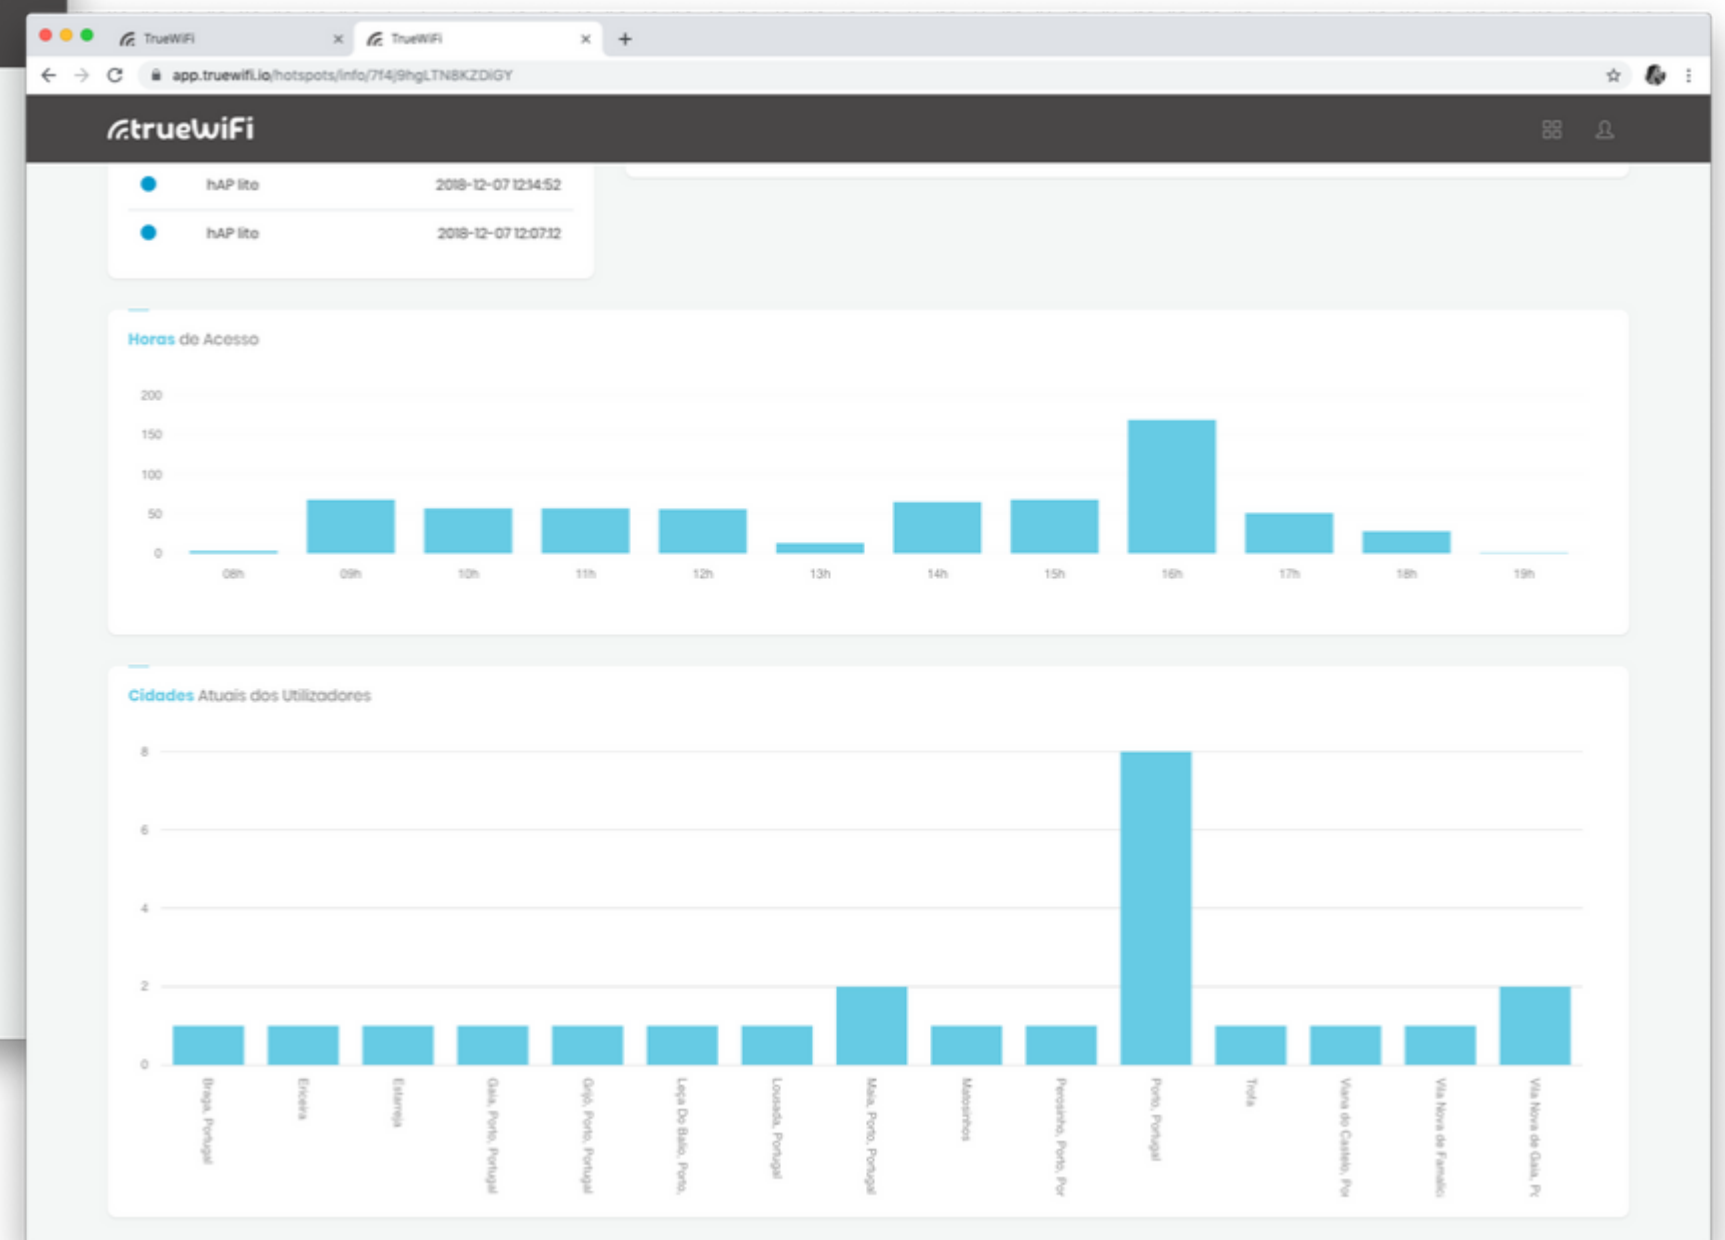 TrueWiFi
TrueWiFi
app.truewifi.io/hotspots/info/7f4j9hgLTN8KZDiGY
trueWiFi
hAP lite 2018-12-07 12:14:52
hAP lite 2018-12-07 12:07:12
Horas de Acesso
200
150
100
50
0
08h 09h 10h 11h 12h 13h 14h 15h 16h 17h 18h 19h
Cidades Atuais dos Utilizadores
8
6
4
2
0
Braga, Portugal
Ericeira
Estarreja
Gaia, Porto, Portugal
Grijó, Porto, Portugal
Leça Do Balio, Porto,
Lousada, Portugal
Maia, Porto, Portugal
Matosinhos
Perosinho, Porto, Por
Porto, Portugal
Trofa
Viana do Castelo, Por
Vila Nova de Famalic
Vila Nova de Gaia, Pc